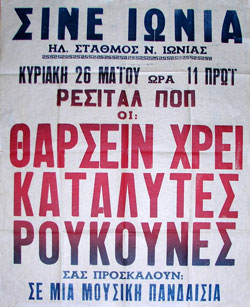 ΣΙΝΕ ΙΩΝΙΑ
ΗΛ. ΣΤΑΘΜΟΣ Ν. ΙΩΝΙΑΣ
ΚΥΡΙΑΚΗ 26 ΜΑΪΟΥ ΩΡΑ 11 ΠΡΩΪ
ΡΕΣΙΤΑΛ ΠΟΠ
ΟΙ:
ΘΑΡΣΕΙΝ ΧΡΕΙ
ΚΑΤΑΛΥΤΕΣ
ΡΟΥΚΟΥΝΕΣ
ΣΑΣ ΠΡΟΣΚΑΛΟΥΝ:
ΣΕ ΜΙΑ ΜΟΥΣΙΚΗ ΠΑΝΔΑΙΣΙΑ